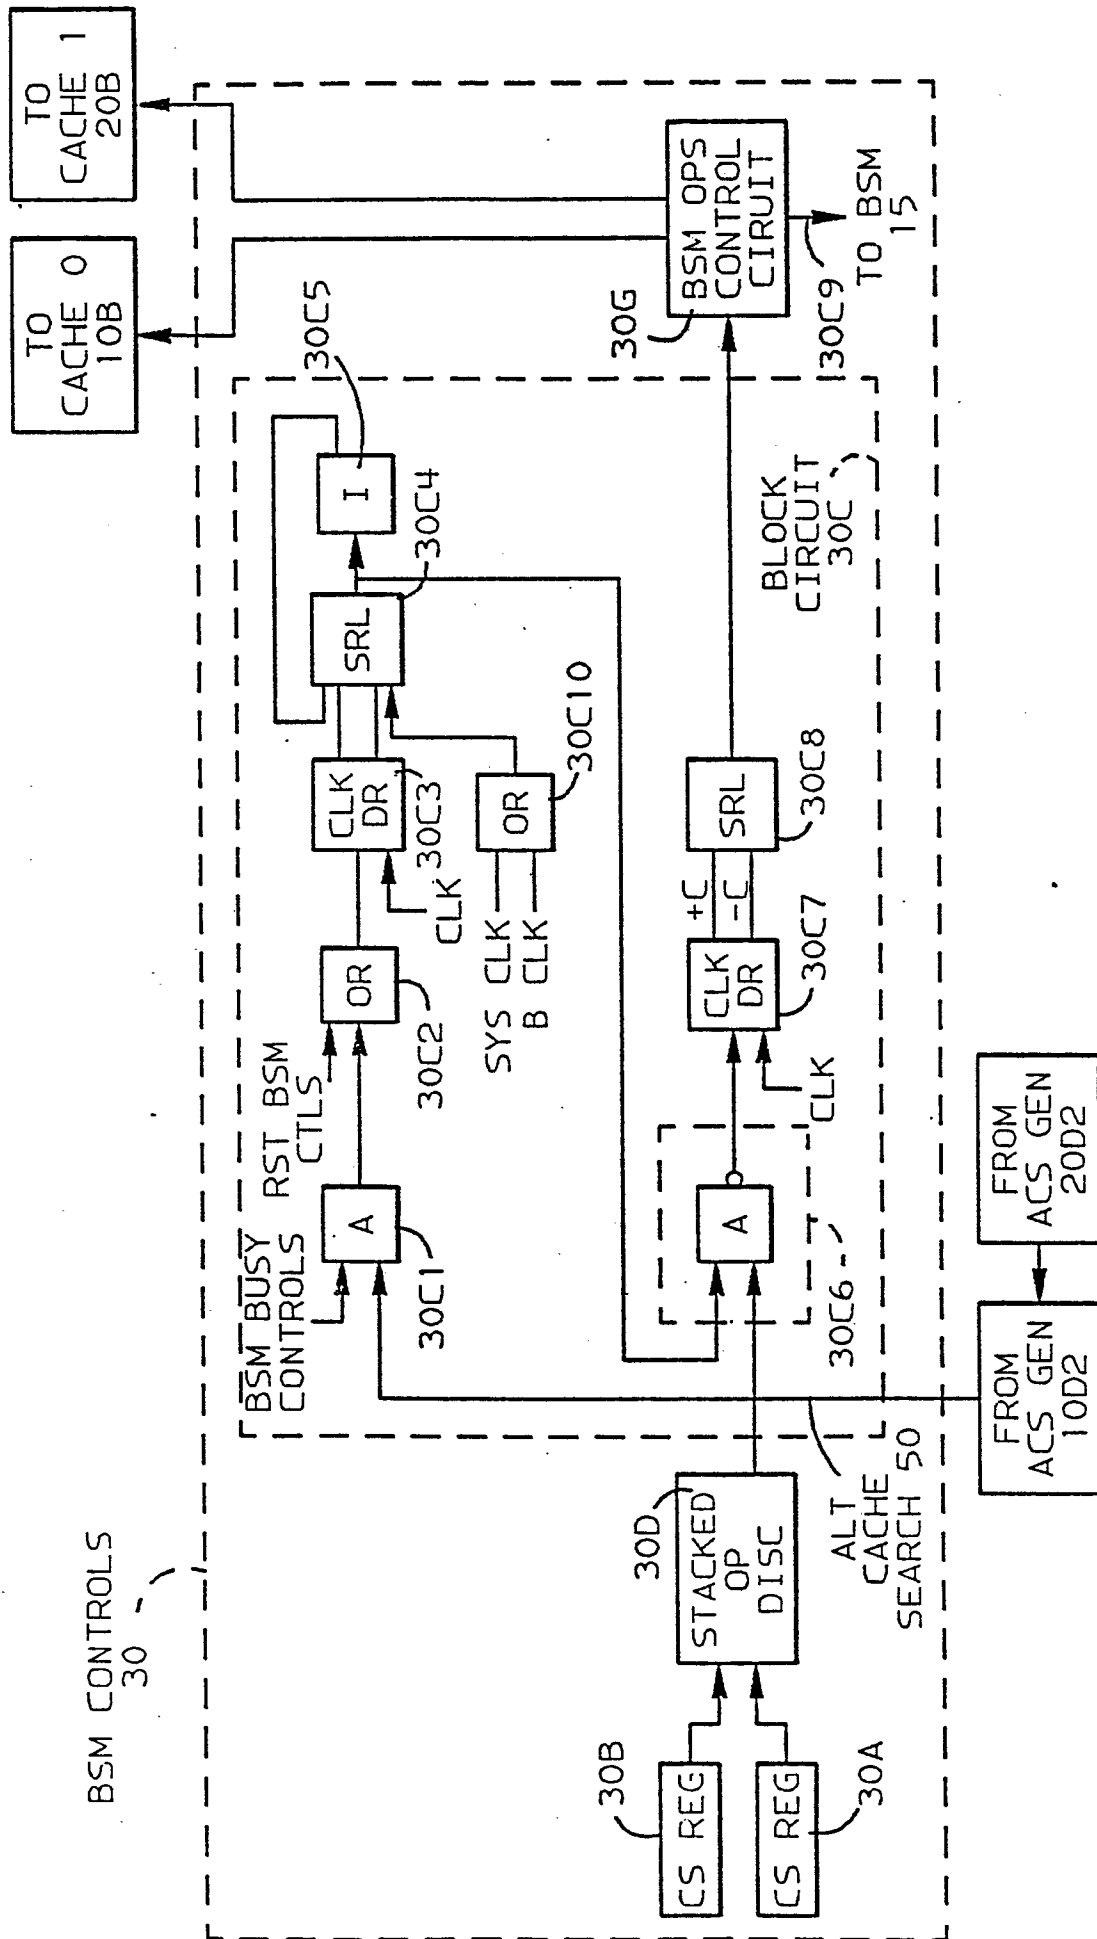 BSM CONTROLS
30
TO
CACHE 0
10B
TO
CACHE 1
20B
BSM BUSY
CONTROLS
RST BSM
CTLS
A
30C1
OR
30C2
CLK
DR
30C3
CLK
SRL
30C4
I
30C5
SYS CLK
B CLK
OR
30C10
30B
CS REG
CS REG
30A
30D
STACKED
OP
DISC
A
30C6
CLK
DR
30C7
CLK
+C
-C
SRL
30C8
BLOCK
CIRCUIT
30C
30G
BSM OPS
CONTROL
CIRUIT
30C9
TO BSM
15
ALT
CACHE
SEARCH 50
FROM
ACS GEN
10D2
FROM
ACS GEN
20D2